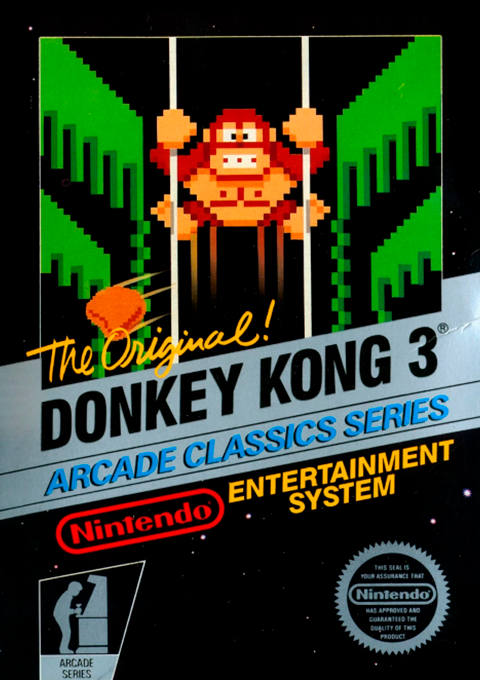 The Original!
DONKEY KONG 3®
ARCADE CLASSICS SERIES
Nintendo
ENTERTAINMENT
SYSTEM
ARCADE
SERIES
THIS SEAL IS
YOUR ASSURANCE THAT
Nintendo
HAS APPROVED AND
GUARANTEED THE
QUALITY OF THIS
PRODUCT